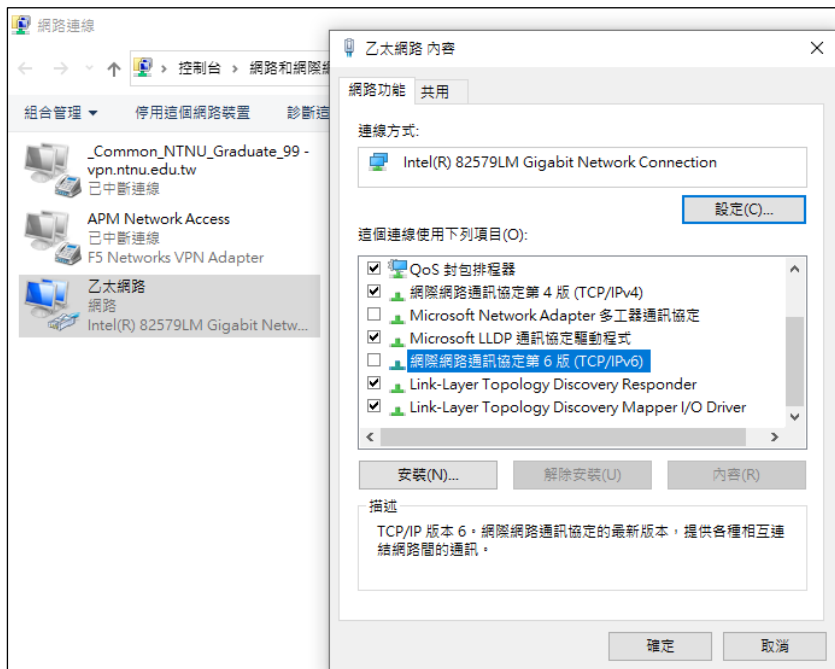 網路連線
控制台 › 網路和網際網
組合管理 停用這個網路裝置 診斷這
_Common_NTNU_Graduate_99 -
vpn.ntnu.edu.tw
已中斷連線
APM Network Access
已中斷連線
F5 Networks VPN Adapter
乙太網路
網路
Intel(R) 82579LM Gigabit Netw...
乙太網路 內容
網路功能 共用
連線方式:
Intel(R) 82579LM Gigabit Network Connection
設定(C)...
這個連線使用下列項目(O):
QoS 封包排程器
網際網路通訊協定第 4 版 (TCP/IPv4)
Microsoft Network Adapter 多工器通訊協定
Microsoft LLDP 通訊協定驅動程式
網際網路通訊協定第 6 版 (TCP/IPv6)
Link-Layer Topology Discovery Responder
Link-Layer Topology Discovery Mapper I/O Driver
安裝(N)... 解除安裝(U) 內容(R)
描述
TCP/IP 版本 6。網際網路通訊協定的最新版本，提供各種相互連
結網路間的通訊。
確定 取消